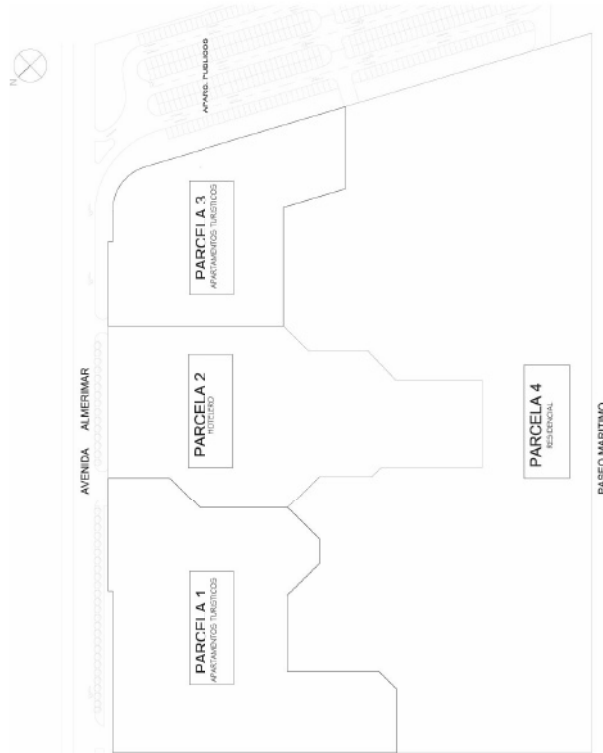 N
APARC. PUBLICOS
PARCELA 3
APARTAMENTOS TURISTICOS
AVENIDA ALMERIMAR
PARCELA 2
HOTELERO
PARCELA 4
RESIDENCIAL
PASEO MARITIMO
PARCELA 1
APARTAMENTOS TURISTICOS